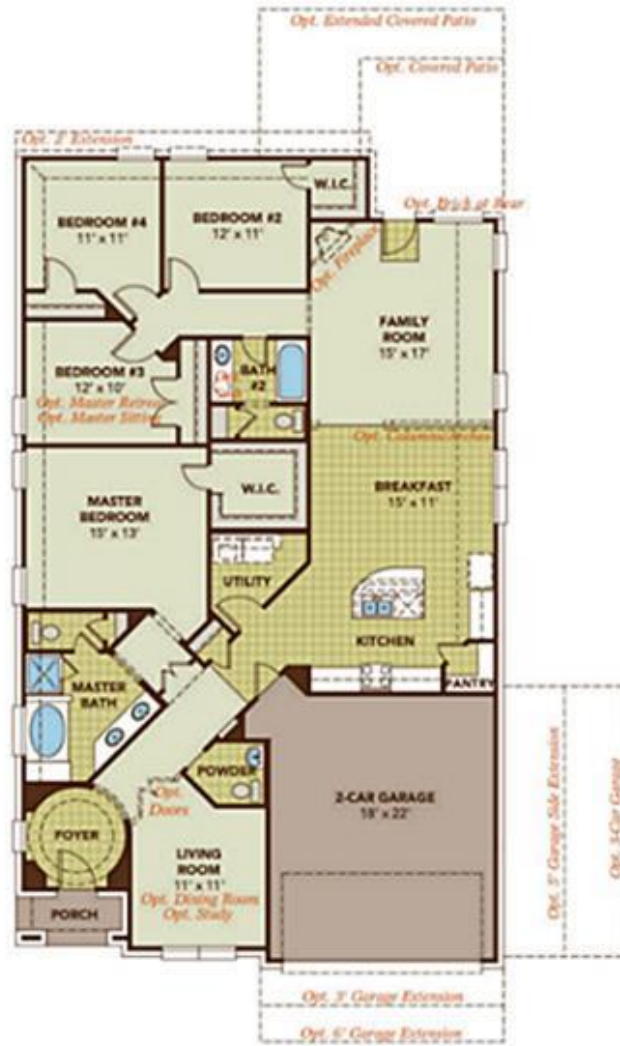 Opt. Extended Covered Patio
Opt. Covered Patio
Opt. 2' Extension
W.I.C.
BEDROOM #4
11' x 11'
BEDROOM #2
12' x 11'
Opt. Brick at Rear
Opt. Fireplace
FAMILY
ROOM
15' x 17'
BEDROOM #3
12' x 10'
Opt. Master Retreat
Opt. Master Sitting
Opt.
BATH
#2
Opt. Columns/Arches
MASTER
BEDROOM
15' x 13'
W.I.C.
BREAKFAST
15' x 11'
UTILITY
KITCHEN
PANTRY
MASTER
BATH
POWDER
Opt.
Doors
2-CAR GARAGE
18' x 22'
FOYER
LIVING
ROOM
11' x 11'
Opt. Dining Room
Opt. Study
PORCH
Opt. 5' Garage Side Extension
Opt. 3-Car Garage
Opt. 3' Garage Extension
Opt. 6' Garage Extension